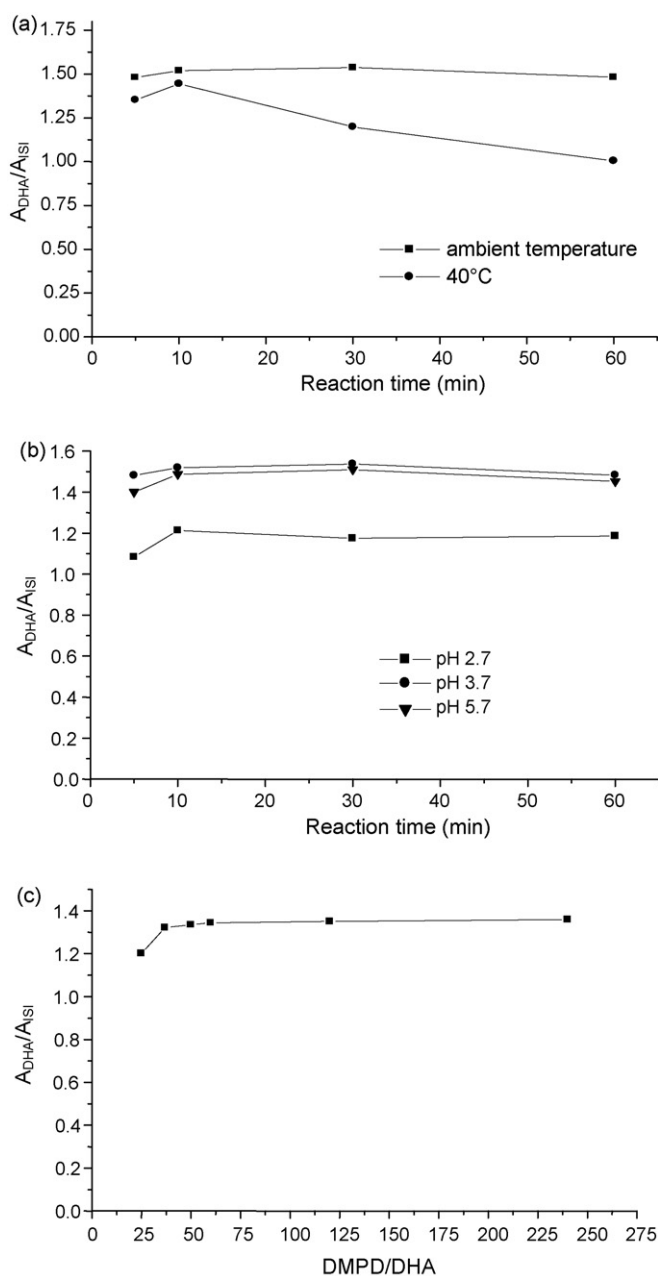 (a)
1.75
1.50
1.25
1.00
0.75
0.50
0.25
0.00
A_DHA/A_ISI
ambient temperature
40°C
0 10 20 30 40 50 60
Reaction time (min)
(b)
1.6
1.4
1.2
1.0
0.8
0.6
0.4
0.2
0.0
A_DHA/A_ISI
pH 2.7
pH 3.7
pH 5.7
0 10 20 30 40 50 60
Reaction time (min)
(c)
1.4
1.2
1.0
0.8
0.6
0.4
0.2
0.0
A_DHA/A_ISI
0 25 50 75 100 125 150 175 200 225 250 275
DMPD/DHA